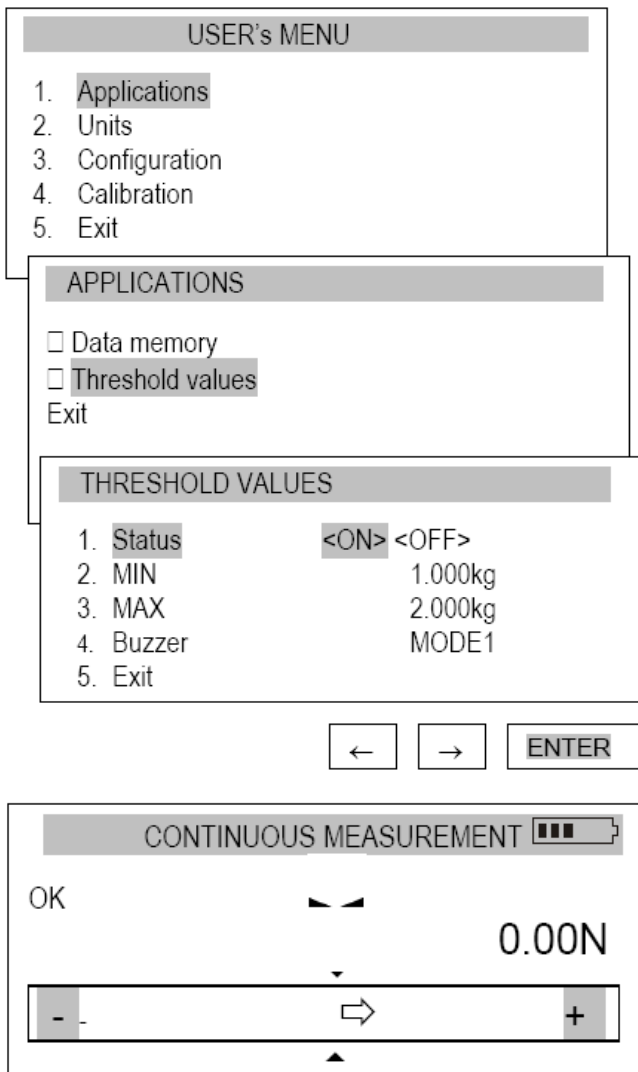 USER's MENU
1. Applications
2. Units
3. Configuration
4. Calibration
5. Exit
APPLICATIONS
□ Data memory
□ Threshold values
Exit
THRESHOLD VALUES
1. Status <ON> <OFF>
2. MIN 1.000kg
3. MAX 2.000kg
4. Buzzer MODE1
5. Exit
← → ENTER
CONTINUOUS MEASUREMENT
OK
0.00N
- - ⇨ +